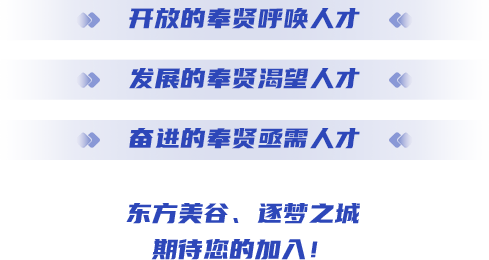 开放的奉贤呼唤人才
发展的奉贤渴望人才
奋进的奉贤亟需人才
东方美谷、逐梦之城
期待您的加入！